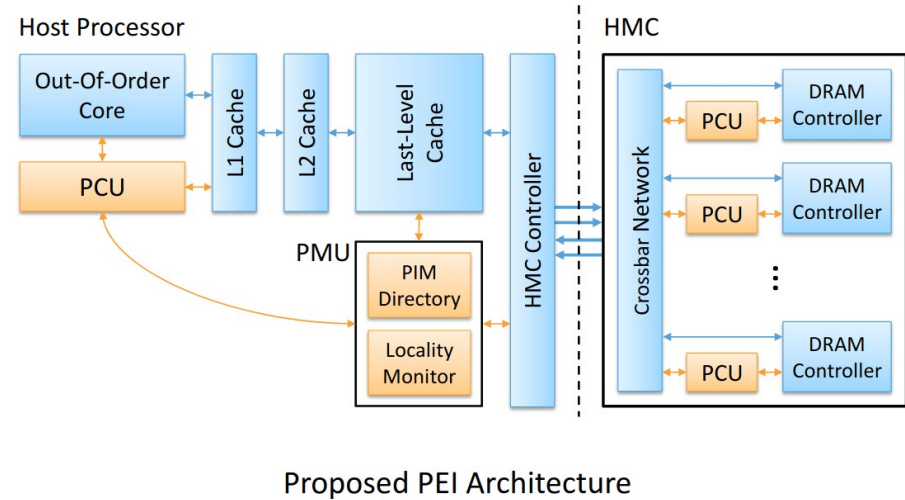 Host Processor
HMC
Out-Of-Order
Core
PCU
L1 Cache
L2 Cache
Last-Level
Cache
PMU
PIM
Directory
Locality
Monitor
HMC Controller
Crossbar Network
PCU
DRAM
Controller
PCU
DRAM
Controller
...
PCU
DRAM
Controller
Proposed PEI Architecture